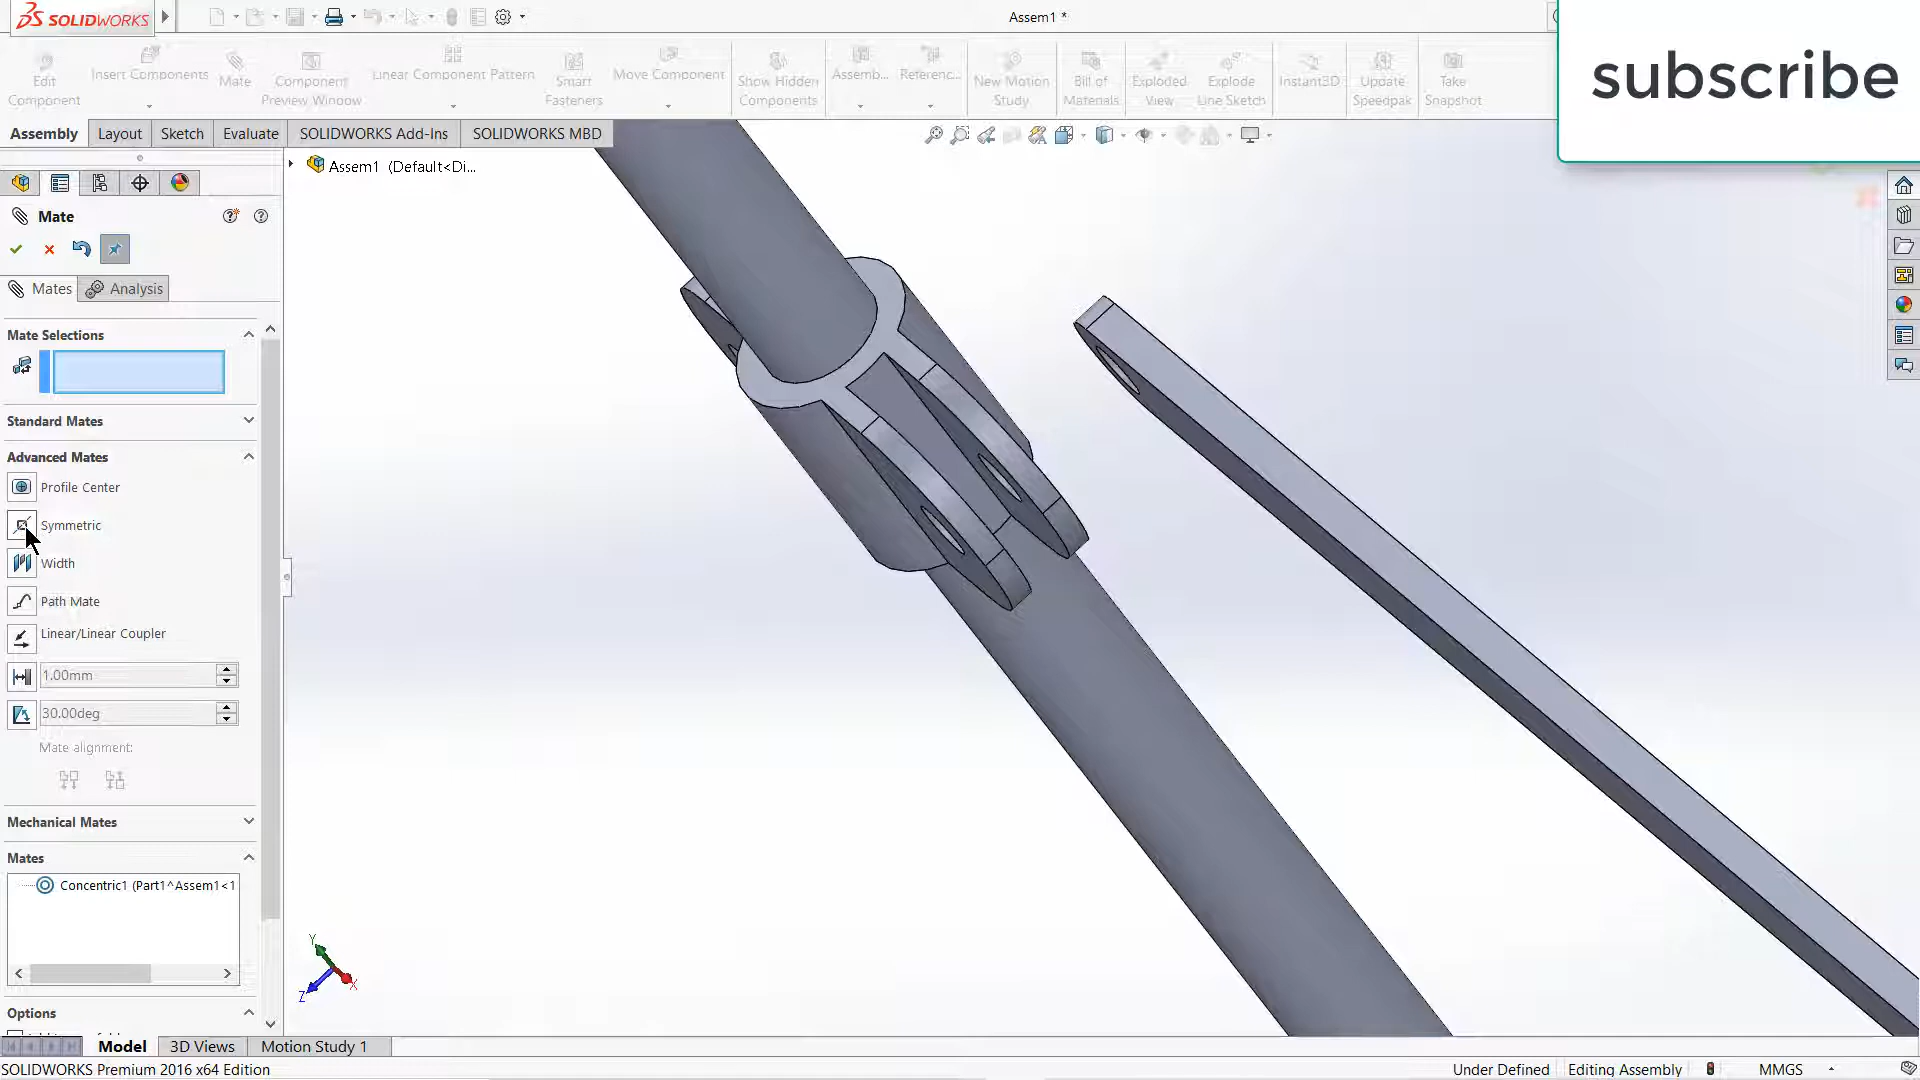 SOLIDWORKS
Assem1 *
subscribe
Edit Component
Insert Components
Mate
Component Preview Window
Linear Component Pattern
Smart Fasteners
Move Component
Show Hidden Components
Assemb...
Referenc...
New Motion Study
Bill of Materials
Exploded View
Explode Line Sketch
Instant3D
Update Speedpak
Take Snapshot
Assembly
Layout
Sketch
Evaluate
SOLIDWORKS Add-Ins
SOLIDWORKS MBD
Assem1 (Default<Di...
Mate
Mates
Analysis
Mate Selections
Standard Mates
Advanced Mates
Profile Center
Symmetric
Width
Path Mate
Linear/Linear Coupler
1.00mm
30.00deg
Mate alignment:
Mechanical Mates
Mates
Concentric1 (Part1^Assem1<1
Options
Y
X
Z
Model
3D Views
Motion Study 1
SOLIDWORKS Premium 2016 x64 Edition
Under Defined
Editing Assembly
MMGS